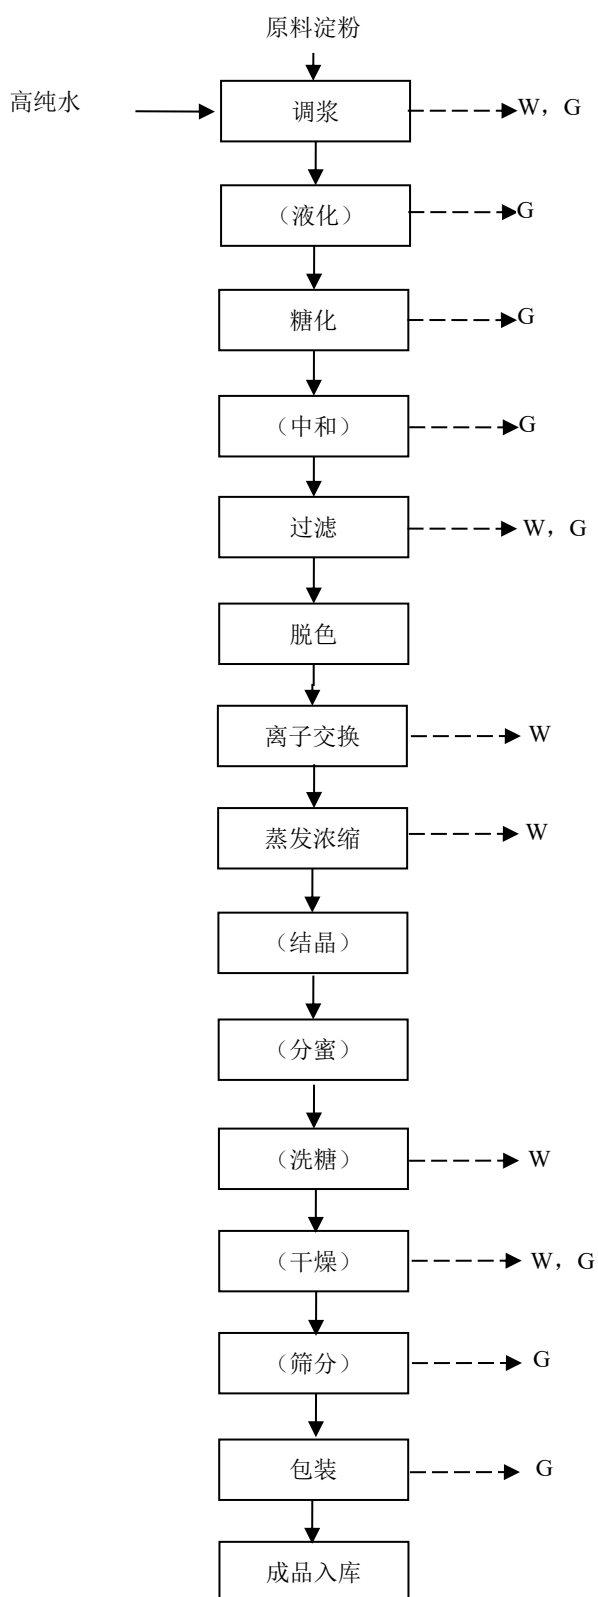 原料淀粉
高纯水
调浆
W，G
（液化）
G
糖化
G
（中和）
G
过滤
W，G
脱色
离子交换
W
蒸发浓缩
W
（结晶）
（分蜜）
（洗糖）
W
（干燥）
W，G
（筛分）
G
包装
G
成品入库